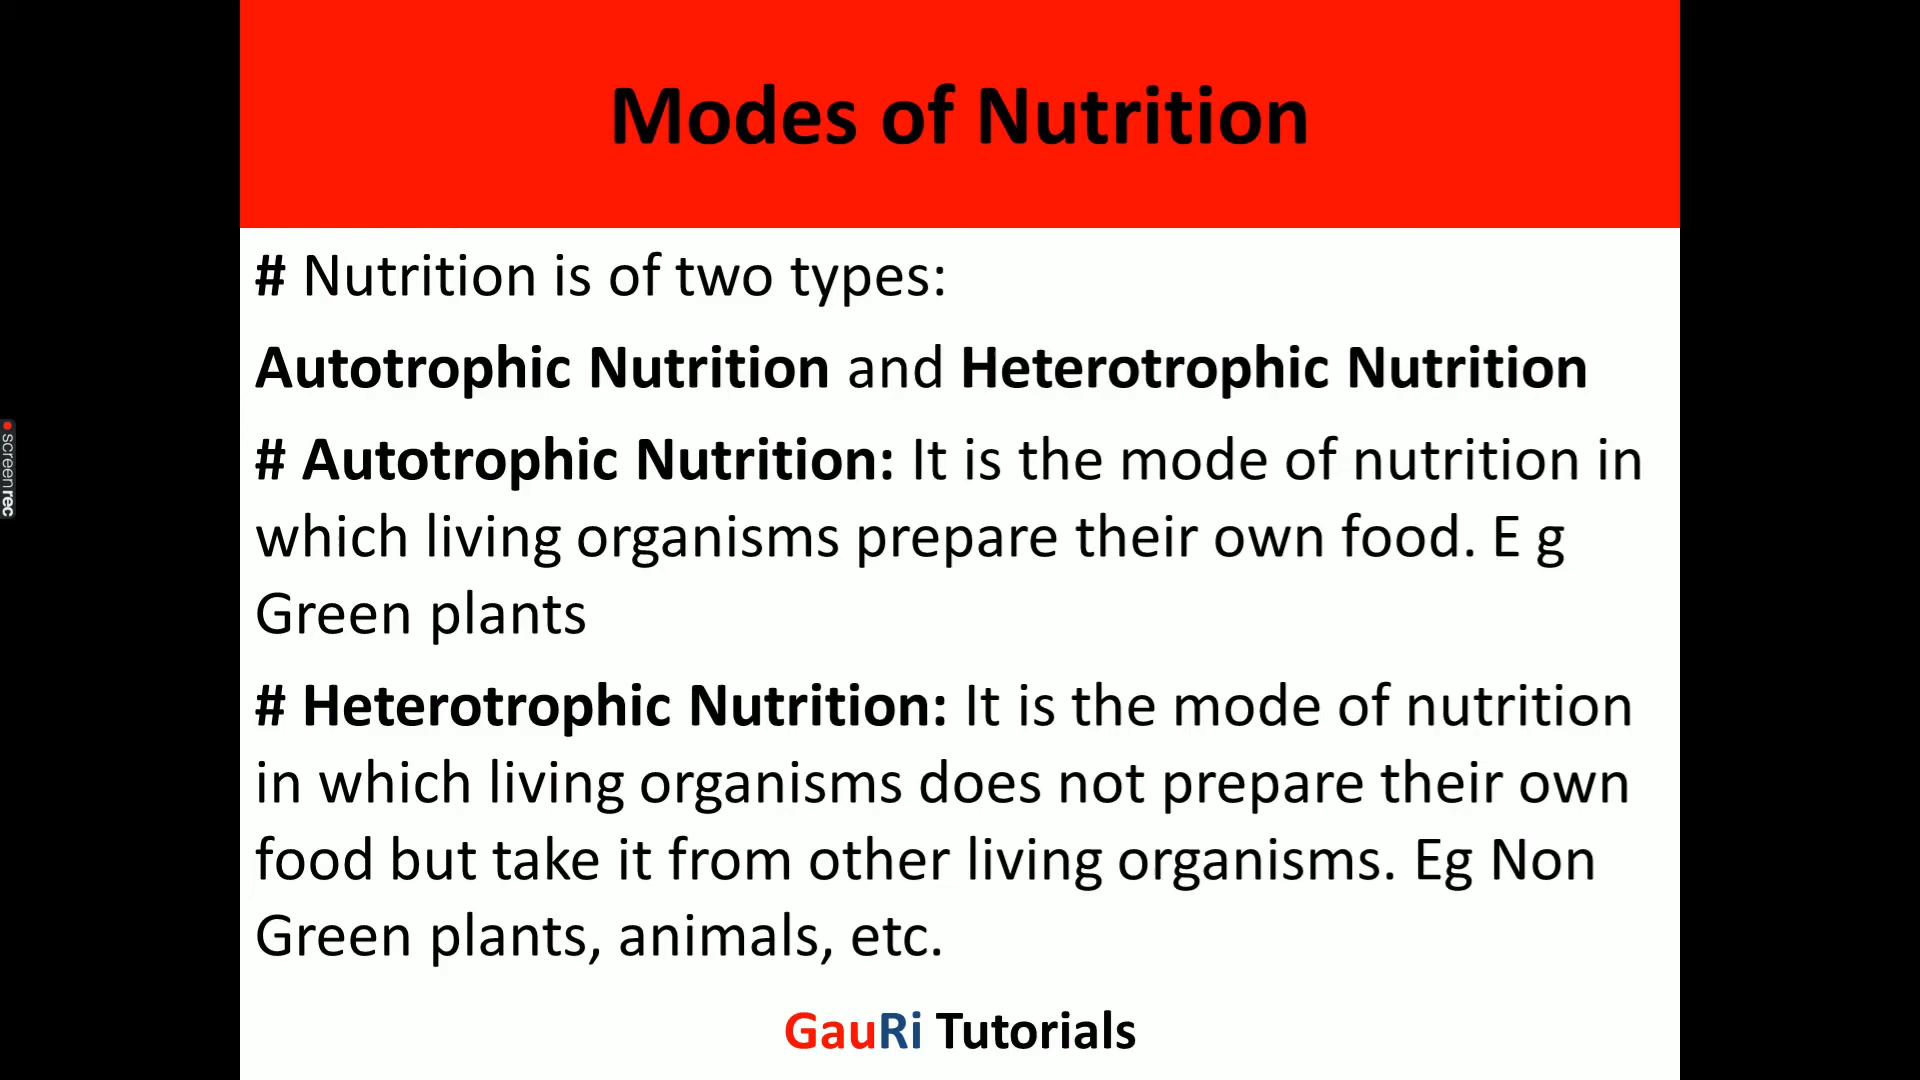 Modes of Nutrition
# Nutrition is of two types:
Autotrophic Nutrition and Heterotrophic Nutrition
# Autotrophic Nutrition: It is the mode of nutrition in
which living organisms prepare their own food. E g
Green plants
# Heterotrophic Nutrition: It is the mode of nutrition
in which living organisms does not prepare their own
food but take it from other living organisms. Eg Non
Green plants, animals, etc.
GauRi Tutorials
screenrec